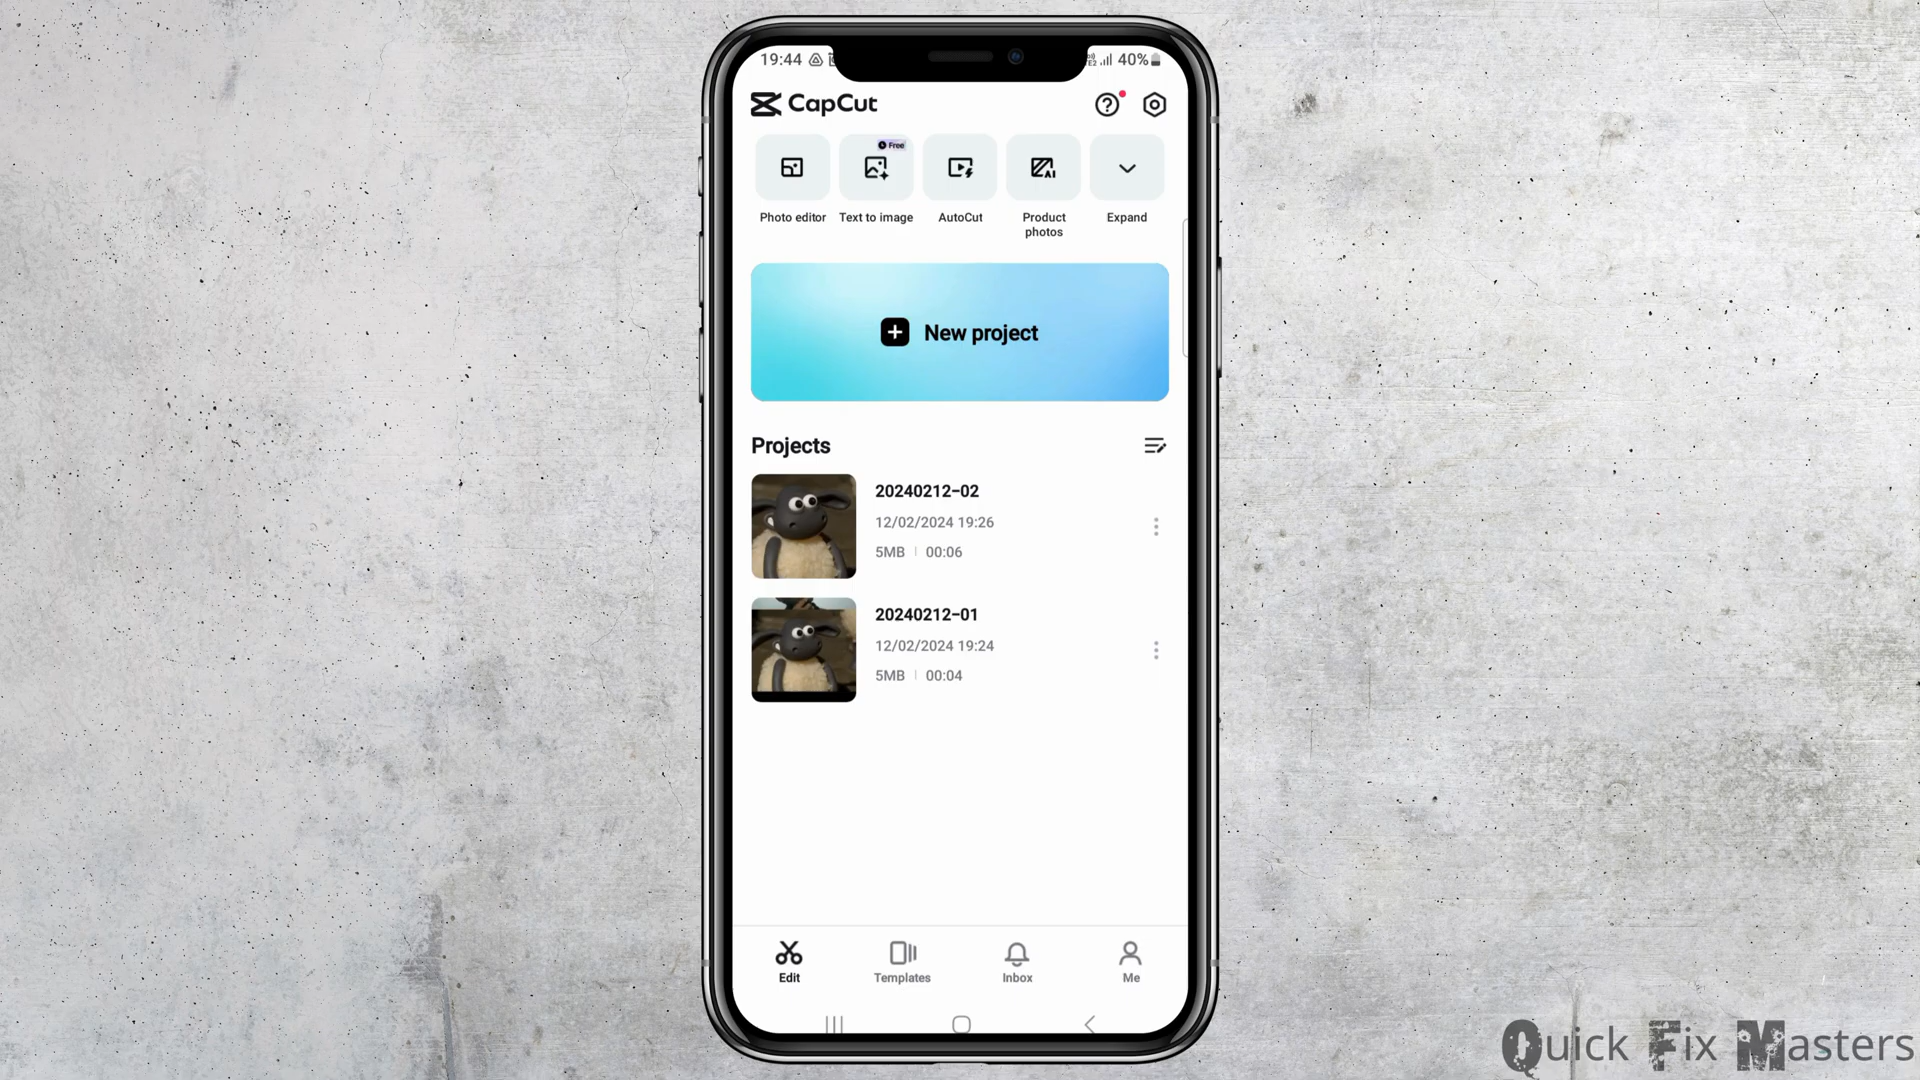 19:44
40%
CapCut
Free
Photo editor
Text to image
AutoCut
Product
photos
Expand
New project
Projects
20240212-02
12/02/2024 19:26
5MB | 00:06
20240212-01
12/02/2024 19:24
5MB | 00:04
Edit
Templates
Inbox
Me
Quick Fix Masters